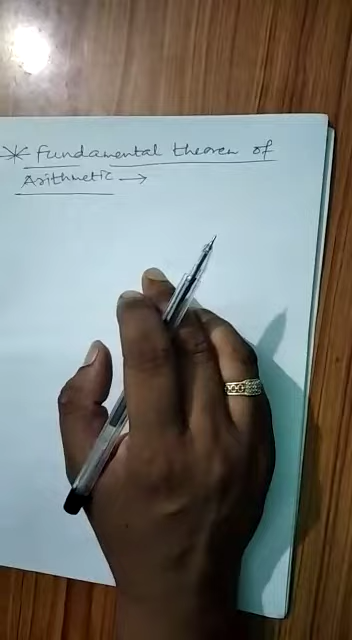 * Fundamental theorem of
Arithmetic →